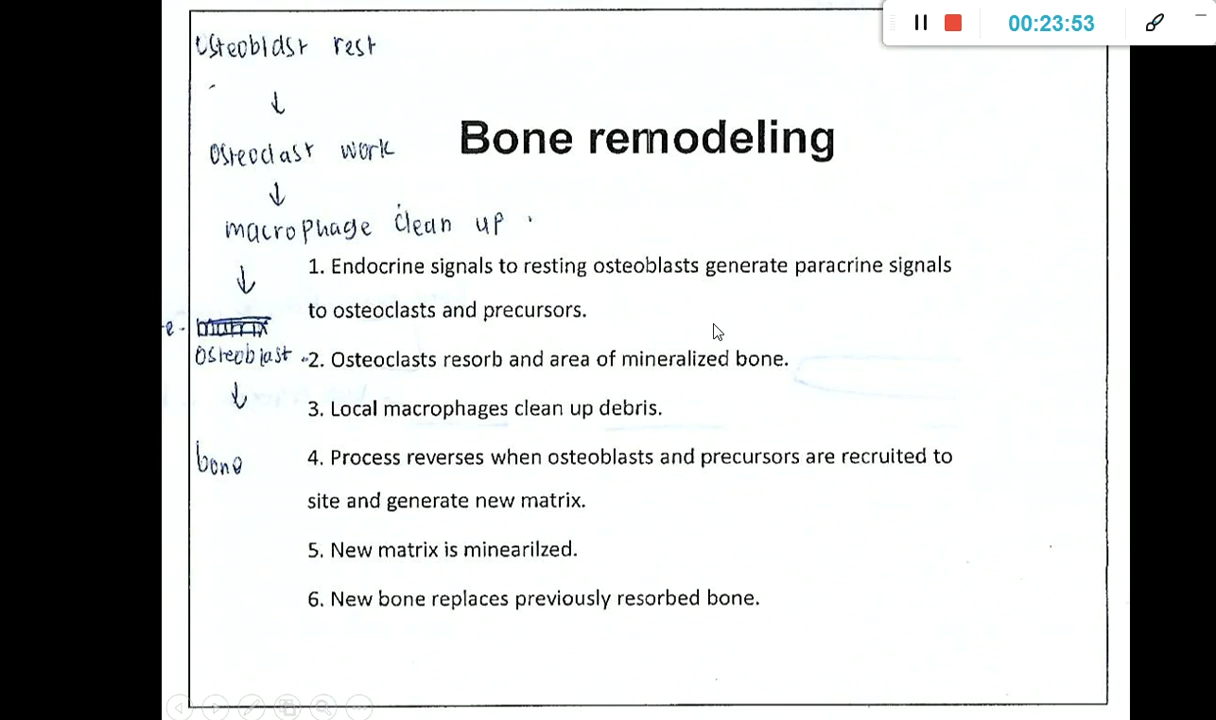 00:23:53
osteoblast rest
↓
osteoclast work
Bone remodeling
↓
macrophage clean up
↓
1. Endocrine signals to resting osteoblasts generate paracrine signals
to osteoclasts and precursors.
matrix
osteoblast
2. Osteoclasts resorb and area of mineralized bone.
↓
3. Local macrophages clean up debris.
bone
4. Process reverses when osteoblasts and precursors are recruited to
site and generate new matrix.
5. New matrix is minearilzed.
6. New bone replaces previously resorbed bone.